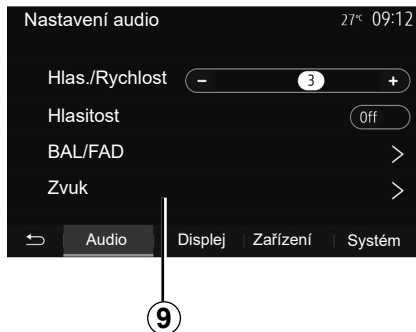 Nastavení audio 27°C 09:12
Hlas./Rychlost - 3 +
Hlasitost Off
BAL/FAD >
Zvuk >
Audio Displej Zařízení Systém
9